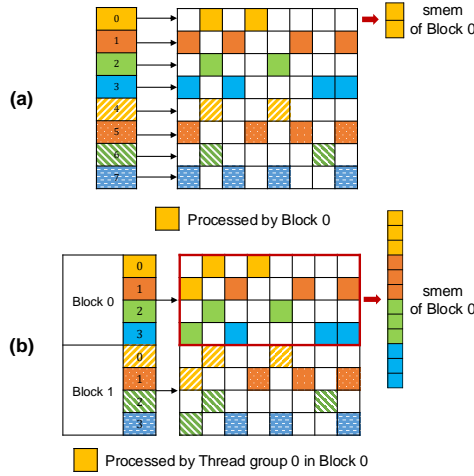 (a)
0
1
2
3
4
5
6
7
smem
of Block 0
Processed by Block 0
(b)
Block 0
0
1
2
3
Block 1
0
1
2
3
smem
of Block 0
Processed by Thread group 0 in Block 0